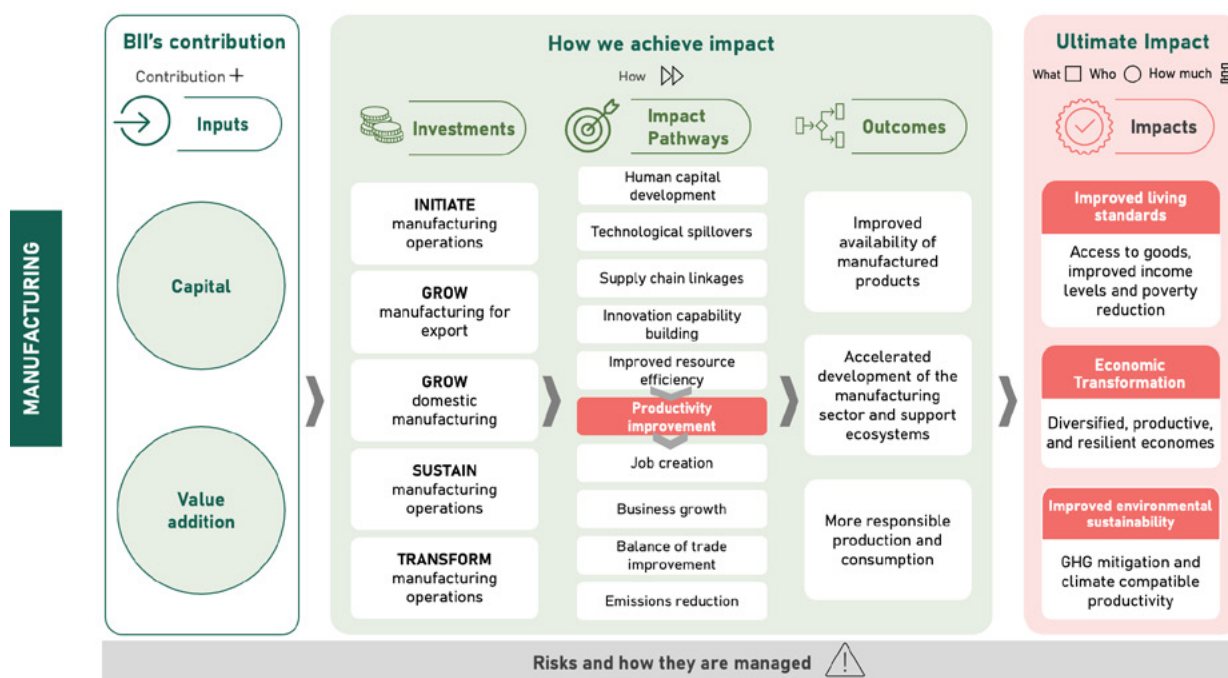 MANUFACTURING
BII's contribution
Contribution +
Inputs
Capital
Value
addition
How we achieve impact
How
Investments
INITIATE
manufacturing
operations
GROW
manufacturing for
export
GROW
domestic
manufacturing
SUSTAIN
manufacturing
operations
TRANSFORM
manufacturing
operations
Impact
Pathways
Human capital
development
Technological spillovers
Supply chain linkages
Innovation capability
building
Improved resource
efficiency
Productivity
improvement
Job creation
Business growth
Balance of trade
improvement
Emissions reduction
Outcomes
Improved
availability of
manufactured
products
Accelerated
development of the
manufacturing
sector and support
ecosystems
More responsible
production and
consumption
Ultimate Impact
What Who How much
Impacts
Improved living
standards
Access to goods,
improved income
levels and poverty
reduction
Economic
Transformation
Diversified, productive,
and resilient economes
Improved environmental
sustainability
GHG mitigation and
climate compatible
productivity
Risks and how they are managed